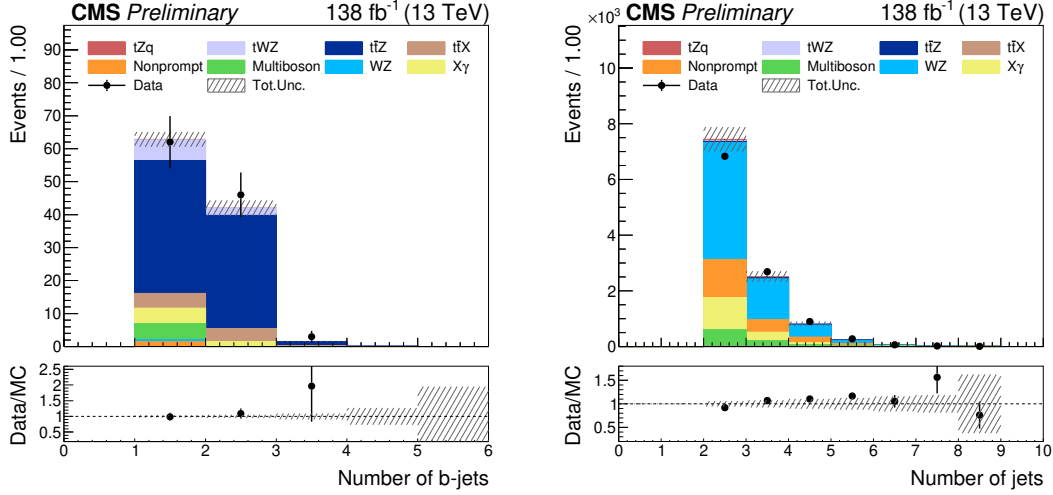 CMS Preliminary 138 fb⁻¹ (13 TeV)
Events / 1.00
90
80
70
60
50
40
30
20
10
0
tZq tWZ tt̄Z tt̄X
Nonprompt Multiboson WZ Xγ
Data Tot.Unc.
Data/MC
2.5
2
1.5
1
0.5
0 1 2 3 4 5 6
Number of b-jets
CMS Preliminary 138 fb⁻¹ (13 TeV)
×10³
Events / 1.00
10
8
6
4
2
0
tZq tWZ tt̄Z tt̄X
Nonprompt Multiboson WZ Xγ
Data Tot.Unc.
Data/MC
1.5
1
0.5
0 1 2 3 4 5 6 7 8 9 10
Number of jets